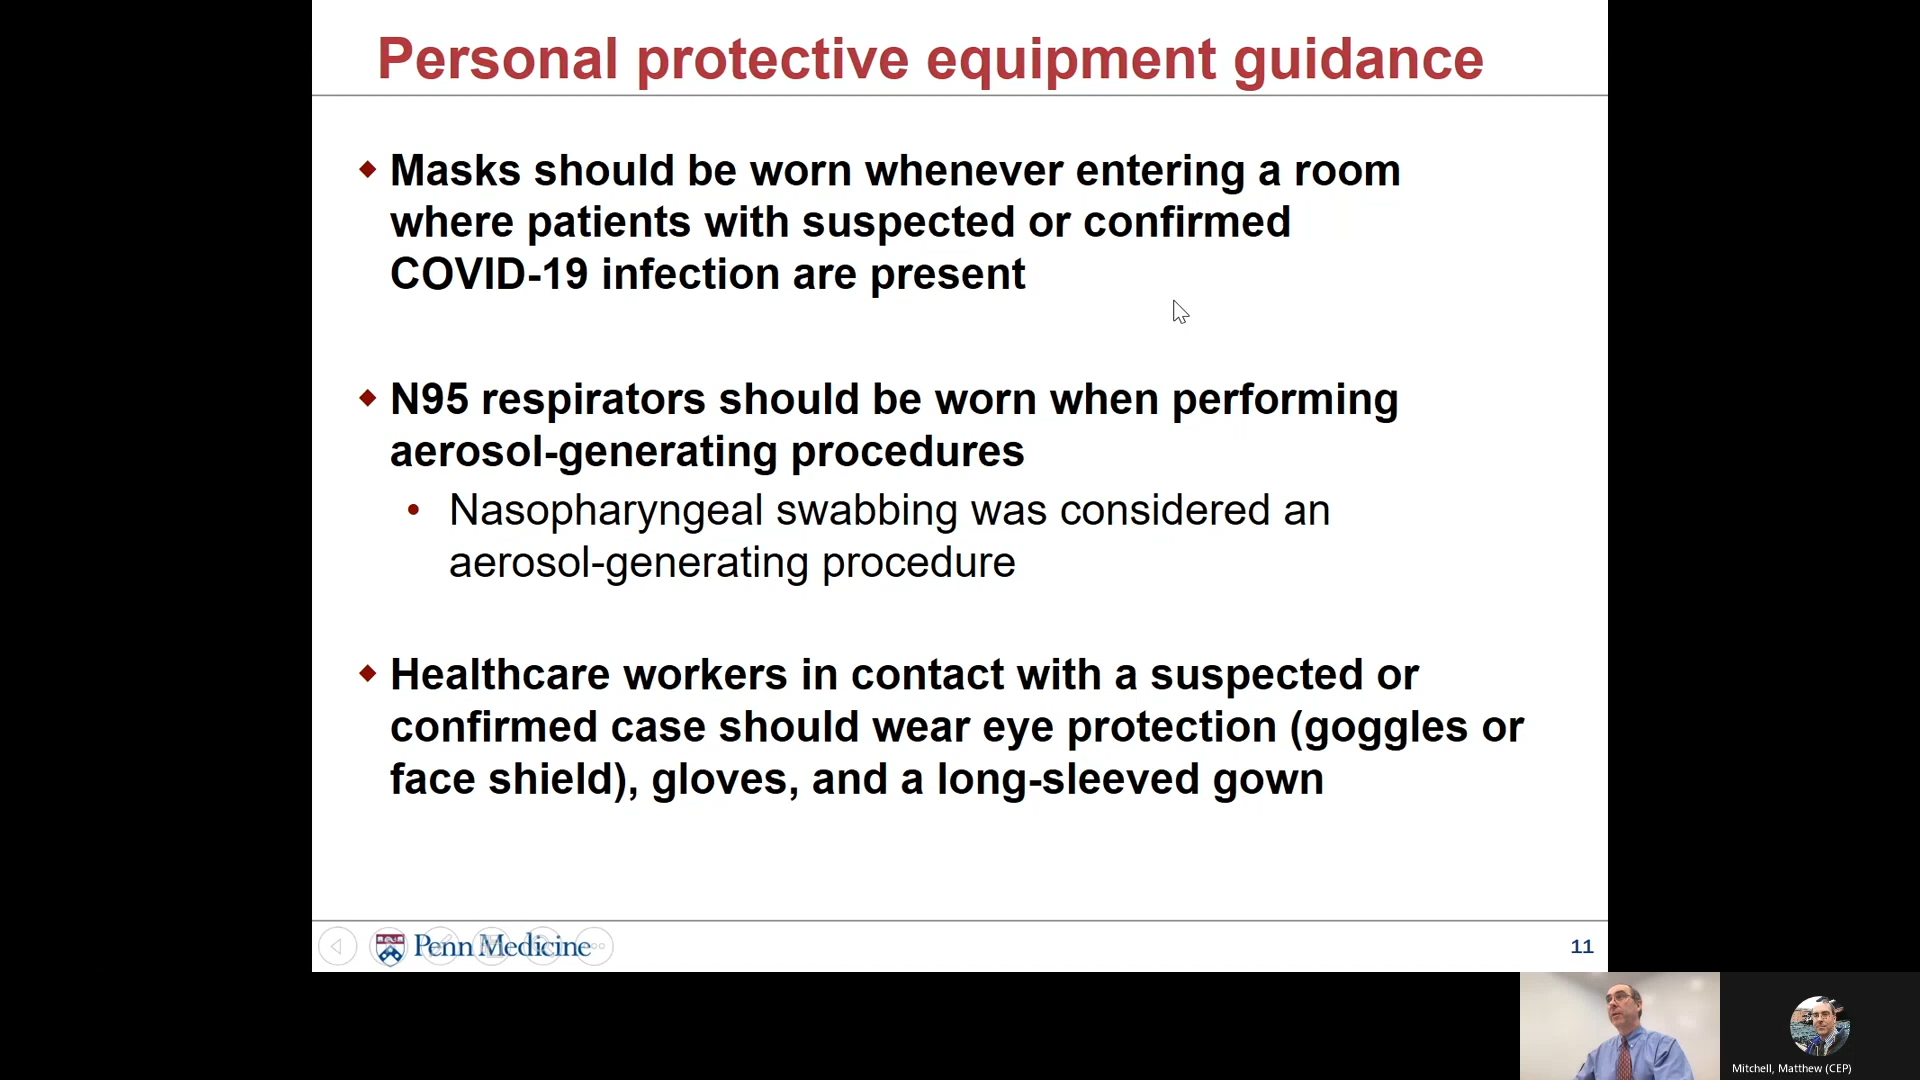 Personal protective equipment guidance
Masks should be worn whenever entering a room
where patients with suspected or confirmed
COVID-19 infection are present
N95 respirators should be worn when performing
aerosol-generating procedures
Nasopharyngeal swabbing was considered an
aerosol-generating procedure
Healthcare workers in contact with a suspected or
confirmed case should wear eye protection (goggles or
face shield), gloves, and a long-sleeved gown
Penn Medicine
11
Mitchell, Matthew (CEP)